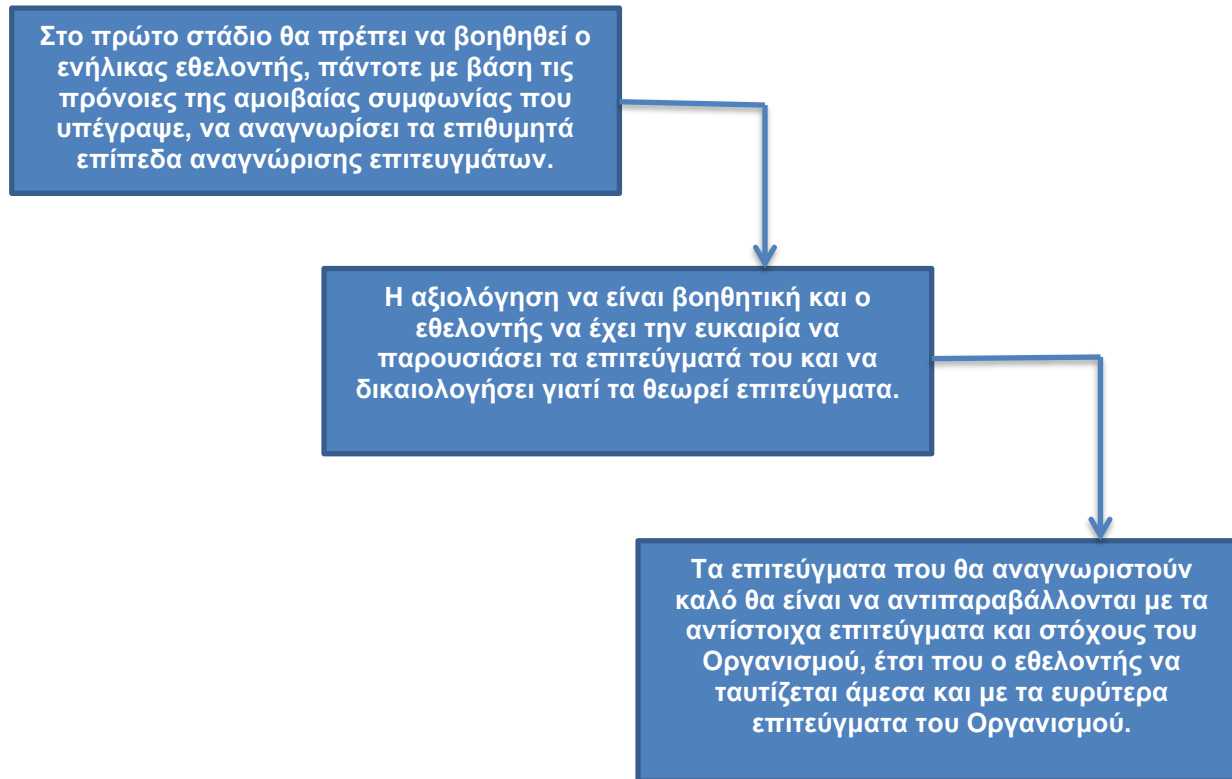 Στο πρώτο στάδιο θα πρέπει να βοηθηθεί ο
ενήλικας εθελοντής, πάντοτε με βάση τις
πρόνοιες της αμοιβαίας συμφωνίας που
υπέγραψε, να αναγνωρίσει τα επιθυμητά
επίπεδα αναγνώρισης επιτευγμάτων.
Η αξιολόγηση να είναι βοηθητική και ο
εθελοντής να έχει την ευκαιρία να
παρουσιάσει τα επιτεύγματά του και να
δικαιολογήσει γιατί τα θεωρεί επιτεύγματα.
Τα επιτεύγματα που θα αναγνωριστούν
καλό θα είναι να αντιπαραβάλλονται με τα
αντίστοιχα επιτεύγματα και στόχους του
Οργανισμού, έτσι που ο εθελοντής να
ταυτίζεται άμεσα και με τα ευρύτερα
επιτεύγματα του Οργανισμού.